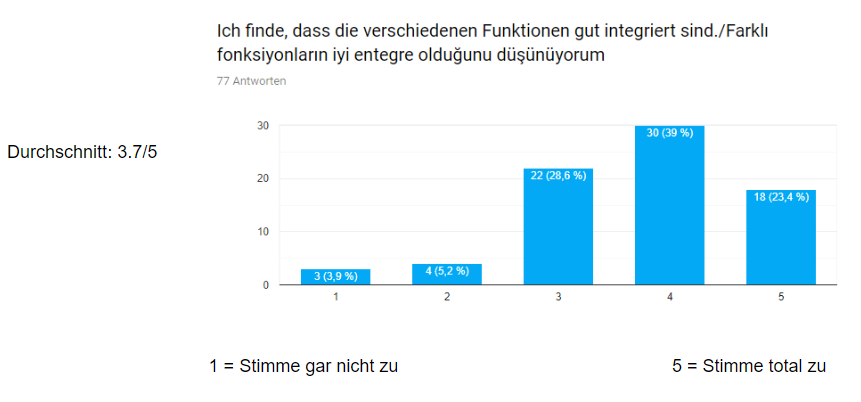 Ich finde, dass die verschiedenen Funktionen gut integriert sind./Farklı
fonksiyonların iyi entegre olduğunu düşünüyorum
77 Antworten
Durchschnitt: 3.7/5
30
20
10
0
3 (3,9 %)
4 (5,2 %)
22 (28,6 %)
30 (39 %)
18 (23,4 %)
1 2 3 4 5
1 = Stimme gar nicht zu
5 = Stimme total zu